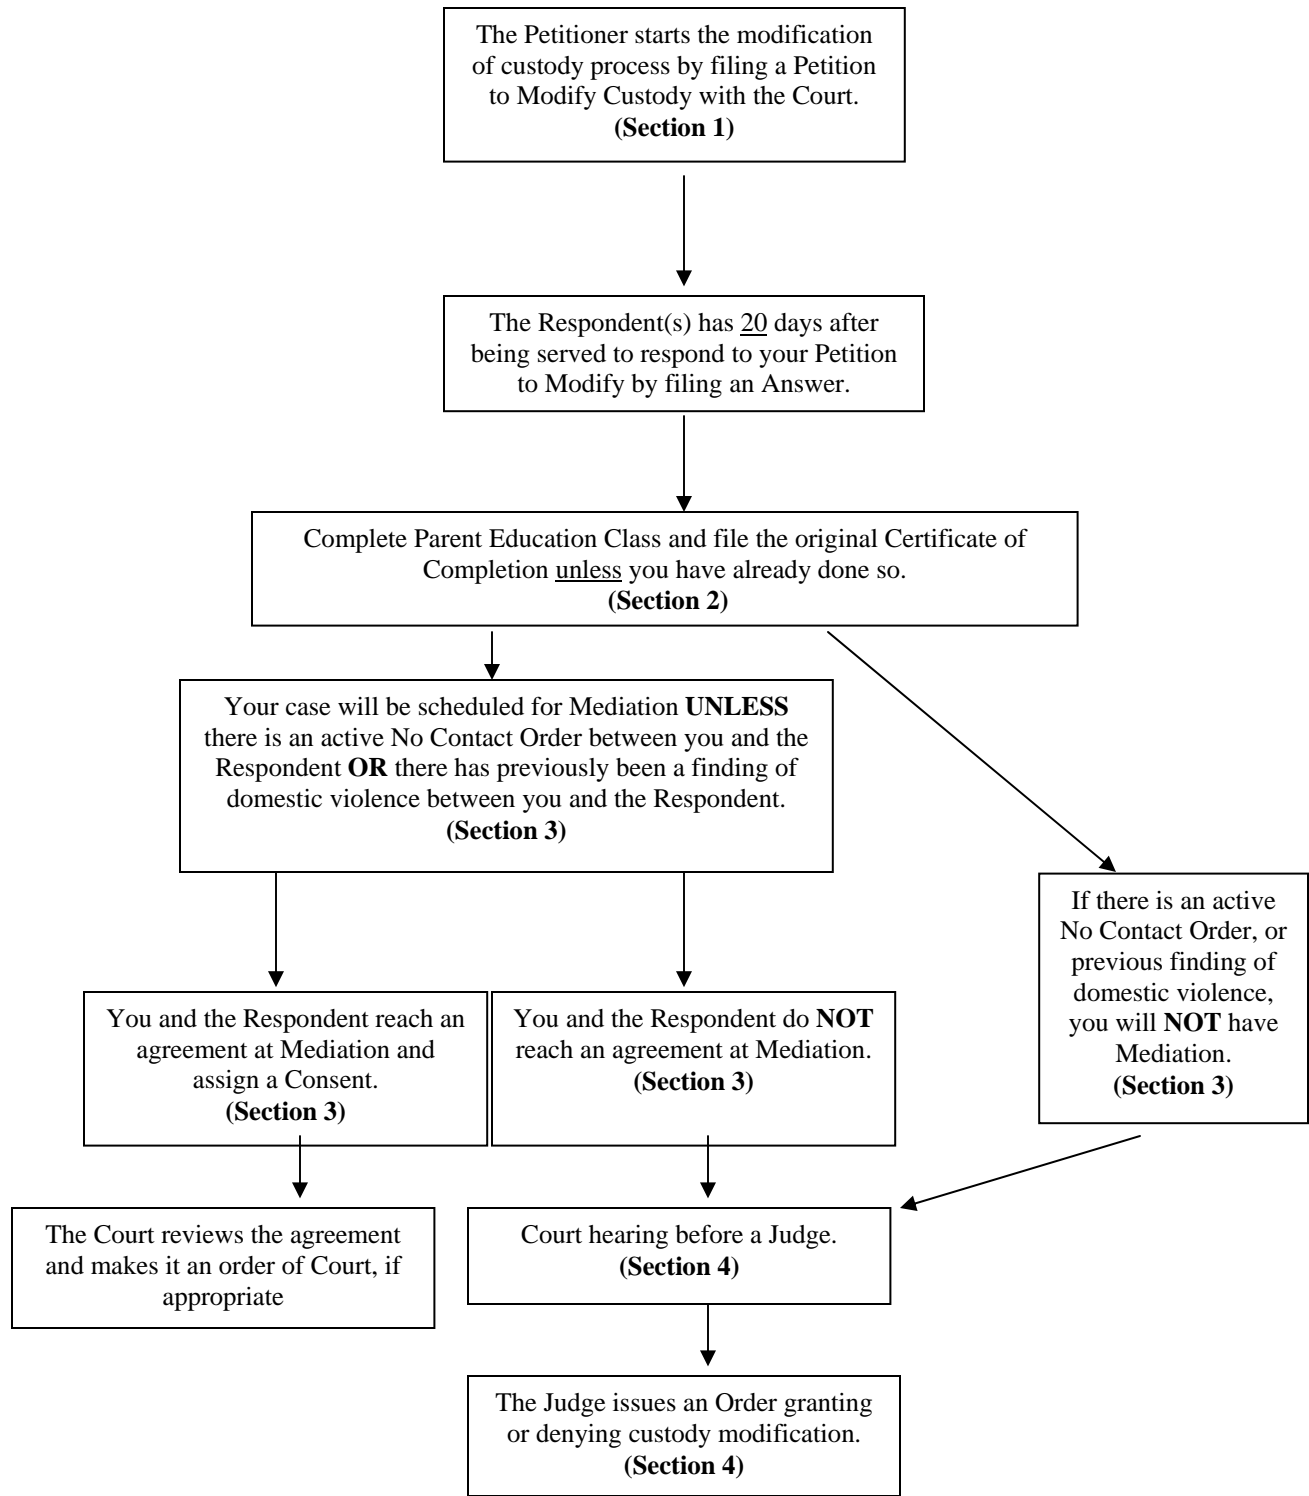 The Petitioner starts the modification
of custody process by filing a Petition
to Modify Custody with the Court.
(Section 1)
The Respondent(s) has 20 days after
being served to respond to your Petition
to Modify by filing an Answer.
Complete Parent Education Class and file the original Certificate of
Completion unless you have already done so.
(Section 2)
Your case will be scheduled for Mediation UNLESS
there is an active No Contact Order between you and the
Respondent OR there has previously been a finding of
domestic violence between you and the Respondent.
(Section 3)
If there is an active
No Contact Order, or
previous finding of
domestic violence,
you will NOT have
Mediation.
(Section 3)
You and the Respondent reach an
agreement at Mediation and
assign a Consent.
(Section 3)
You and the Respondent do NOT
reach an agreement at Mediation.
(Section 3)
The Court reviews the agreement
and makes it an order of Court, if
appropriate
Court hearing before a Judge.
(Section 4)
The Judge issues an Order granting
or denying custody modification.
(Section 4)